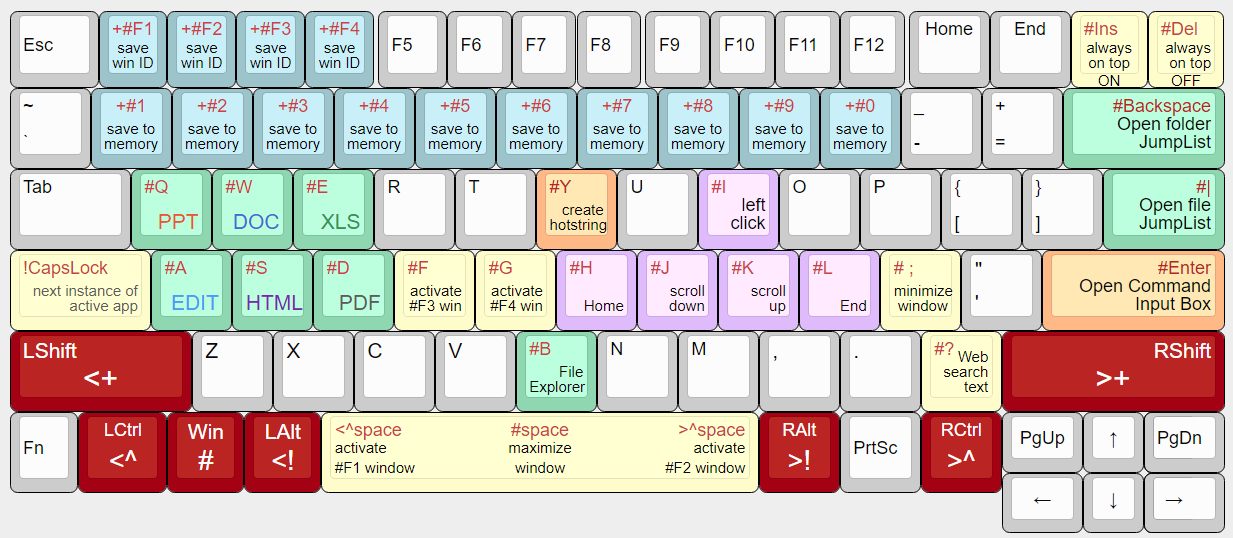 Esc
+#F1
save
win ID
+#F2
save
win ID
+#F3
save
win ID
+#F4
save
win ID
F5
F6
F7
F8
F9
F10
F11
F12
Home
End
#Ins
always
on top
ON
#Del
always
on top
OFF
~
`
+#1
save to
memory
+#2
save to
memory
+#3
save to
memory
+#4
save to
memory
+#5
save to
memory
+#6
save to
memory
+#7
save to
memory
+#8
save to
memory
+#9
save to
memory
+#0
save to
memory
_
-
+
=
#Backspace
Open folder
JumpList
Tab
#Q
PPT
#W
DOC
#E
XLS
R
T
#Y
create
hotstring
U
#I
left
click
O
P
{
[
}
]
#|
Open file
JumpList
!CapsLock
next instance of
active app
#A
EDIT
#S
HTML
#D
PDF
#F
activate
#F3 win
#G
activate
#F4 win
#H
Home
#J
scroll
down
#K
scroll
up
#L
End
# ;
minimize
window
"
'
#Enter
Open Command
Input Box
LShift
<+
Z
X
C
V
#B
File
Explorer
N
M
,
.
#? Web
search
text
RShift
>+
Fn
LCtrl
<^
Win
#
LAlt
<!
<^space
activate
#F1 window
#space
maximize
window
>^space
activate
#F2 window
RAlt
>!
PrtSc
RCtrl
>^
PgUp
↑
PgDn
←
↓
→